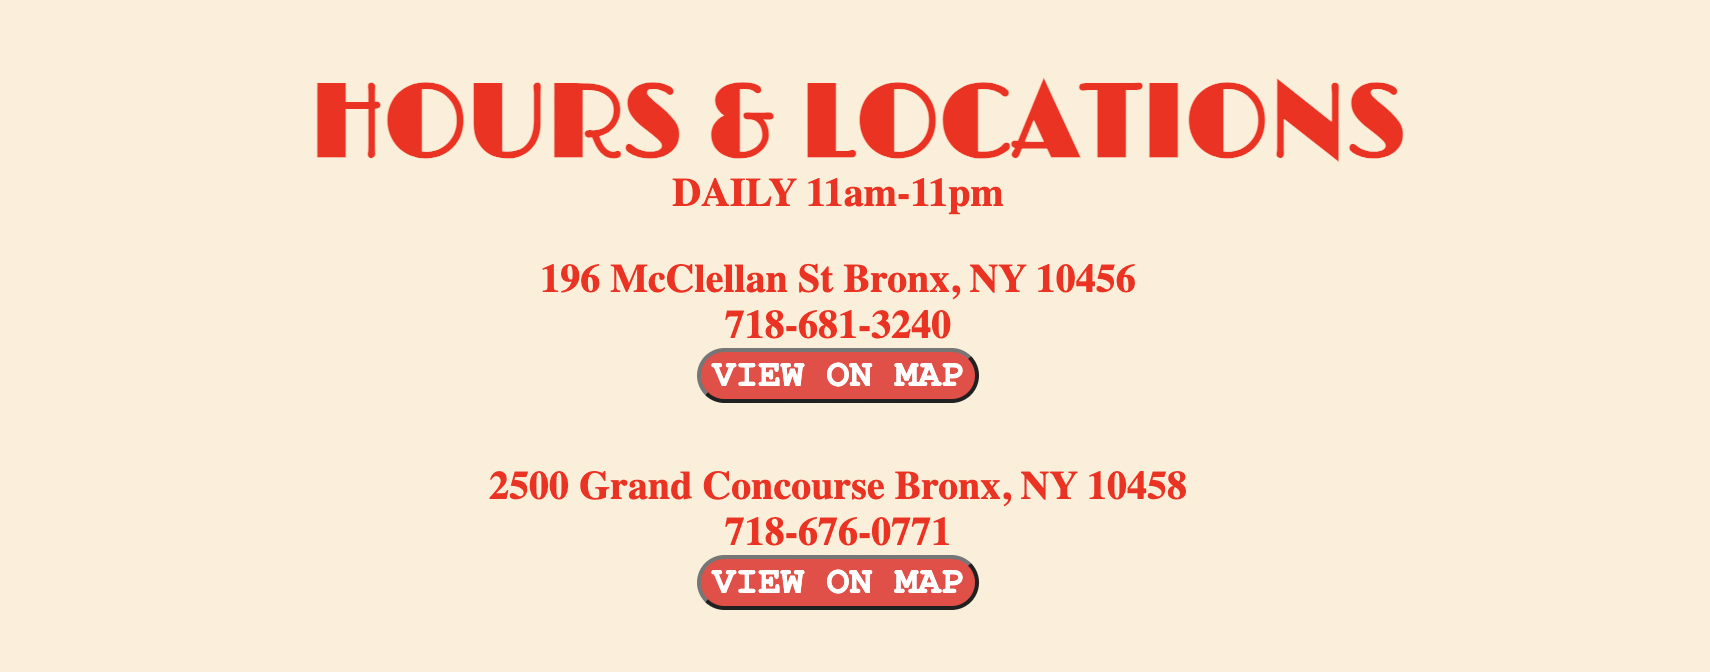 HOURS & LOCATIONS
DAILY 11am-11pm
196 McClellan St Bronx, NY 10456
718-681-3240
VIEW ON MAP
2500 Grand Concourse Bronx, NY 10458
718-676-0771
VIEW ON MAP